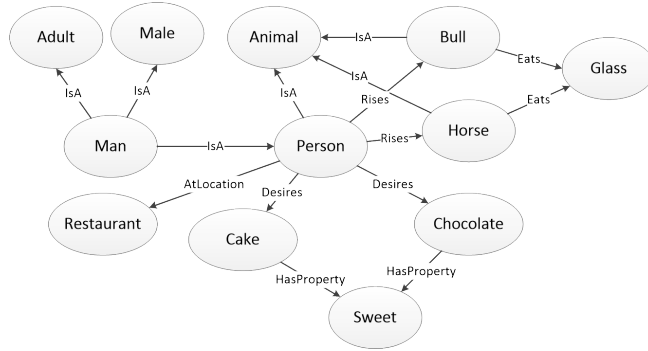 Adult
Male
Animal
Bull
Glass
IsA
Eats
IsA
IsA
IsA
IsA
Rises
Eats
Man
IsA
Person
Rises
Horse
AtLocation
Desires
Desires
Restaurant
Cake
Chocolate
HasProperty
HasProperty
Sweet